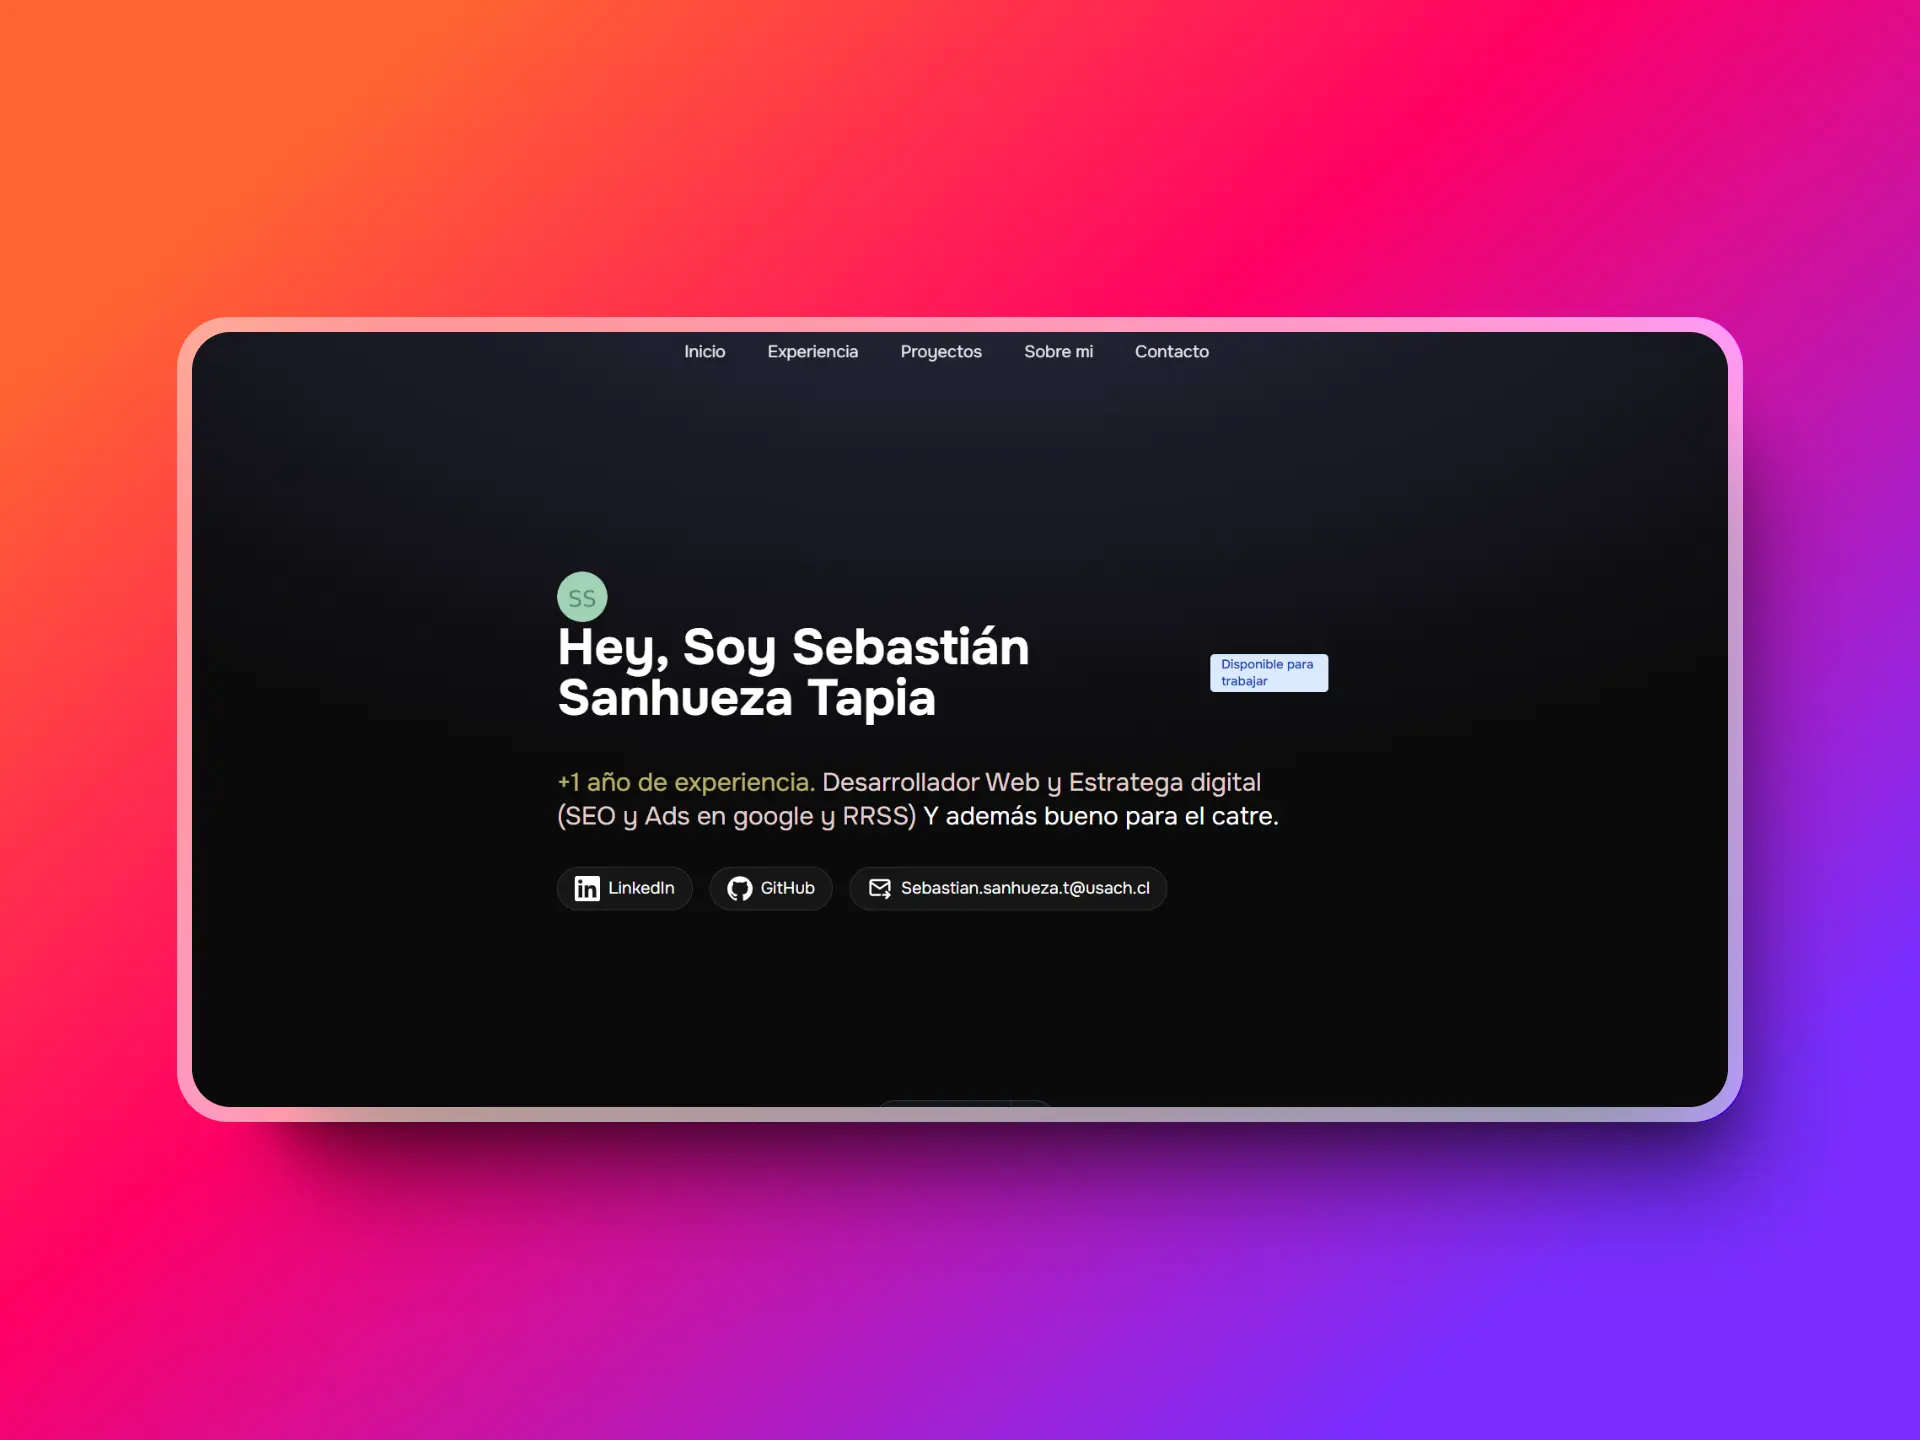 Inicio Experiencia Proyectos Sobre mi Contacto
SS
Hey, Soy Sebastián
Sanhueza Tapia
Disponible para
trabajar
+1 año de experiencia. Desarrollador Web y Estratega digital
(SEO y Ads en google y RRSS) Y además bueno para el catre.
LinkedIn GitHub Sebastian.sanhueza.t@usach.cl